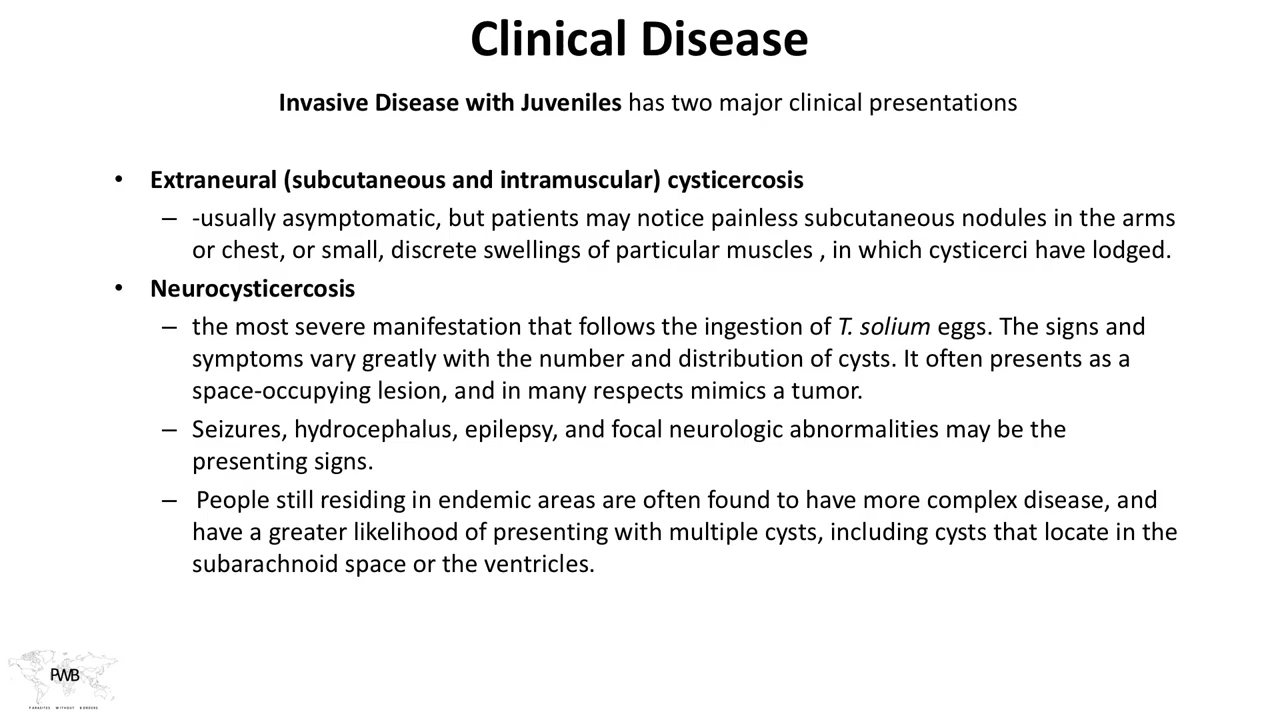 Clinical Disease
Invasive Disease with Juveniles has two major clinical presentations
• Extraneural (subcutaneous and intramuscular) cysticercosis
– -usually asymptomatic, but patients may notice painless subcutaneous nodules in the arms
or chest, or small, discrete swellings of particular muscles , in which cysticerci have lodged.
• Neurocysticercosis
– the most severe manifestation that follows the ingestion of T. solium eggs. The signs and
symptoms vary greatly with the number and distribution of cysts. It often presents as a
space-occupying lesion, and in many respects mimics a tumor.
– Seizures, hydrocephalus, epilepsy, and focal neurologic abnormalities may be the
presenting signs.
– People still residing in endemic areas are often found to have more complex disease, and
have a greater likelihood of presenting with multiple cysts, including cysts that locate in the
subarachnoid space or the ventricles.
PWB
PARASITES WITHOUT BORDERS